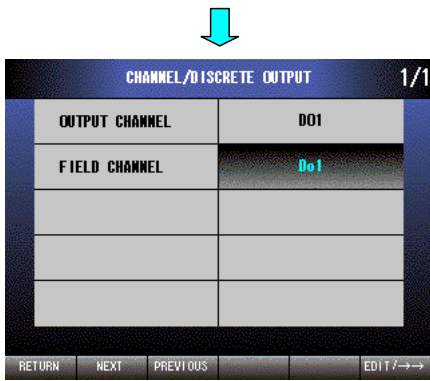 CHANNEL/DISCRETE OUTPUT 1/1
OUTPUT CHANNEL DO1
FIELD CHANNEL Do1
RETURN NEXT PREVIOUS EDIT/→→